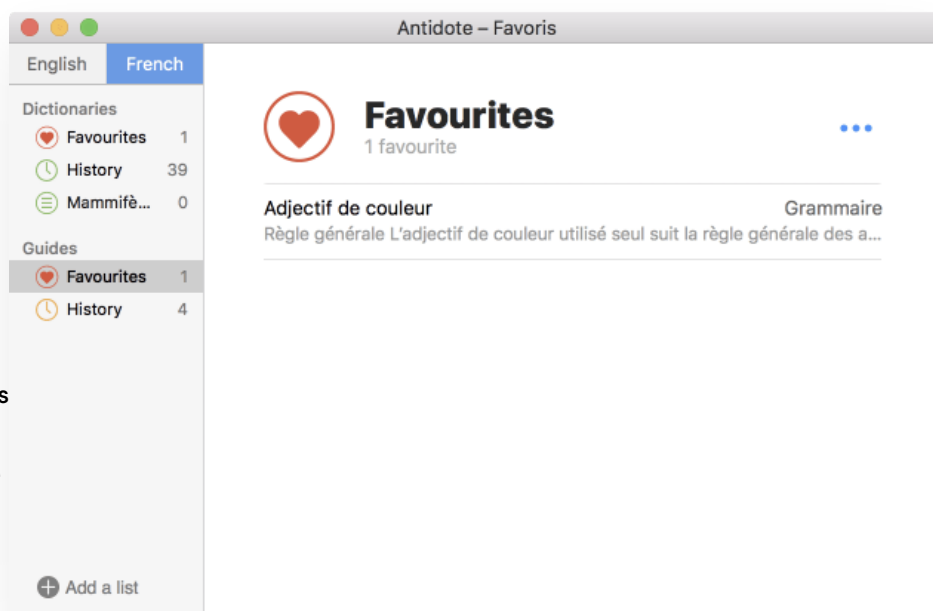 Antidote – Favoris
English French
Dictionaries
Favourites 1
History 39
Mammifè... 0
Guides
Favourites 1
History 4
s
Add a list
Favourites
1 favourite
Adjectif de couleur Grammaire
Règle générale L’adjectif de couleur utilisé seul suit la règle générale des a...